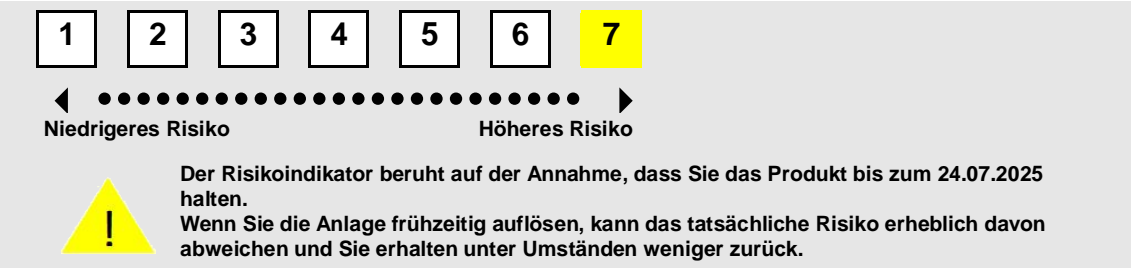 1 2 3 4 5 6 7
Niedrigeres Risiko Höheres Risiko
!
Der Risikoindikator beruht auf der Annahme, dass Sie das Produkt bis zum 24.07.2025
halten.
Wenn Sie die Anlage frühzeitig auflösen, kann das tatsächliche Risiko erheblich davon
abweichen und Sie erhalten unter Umständen weniger zurück.